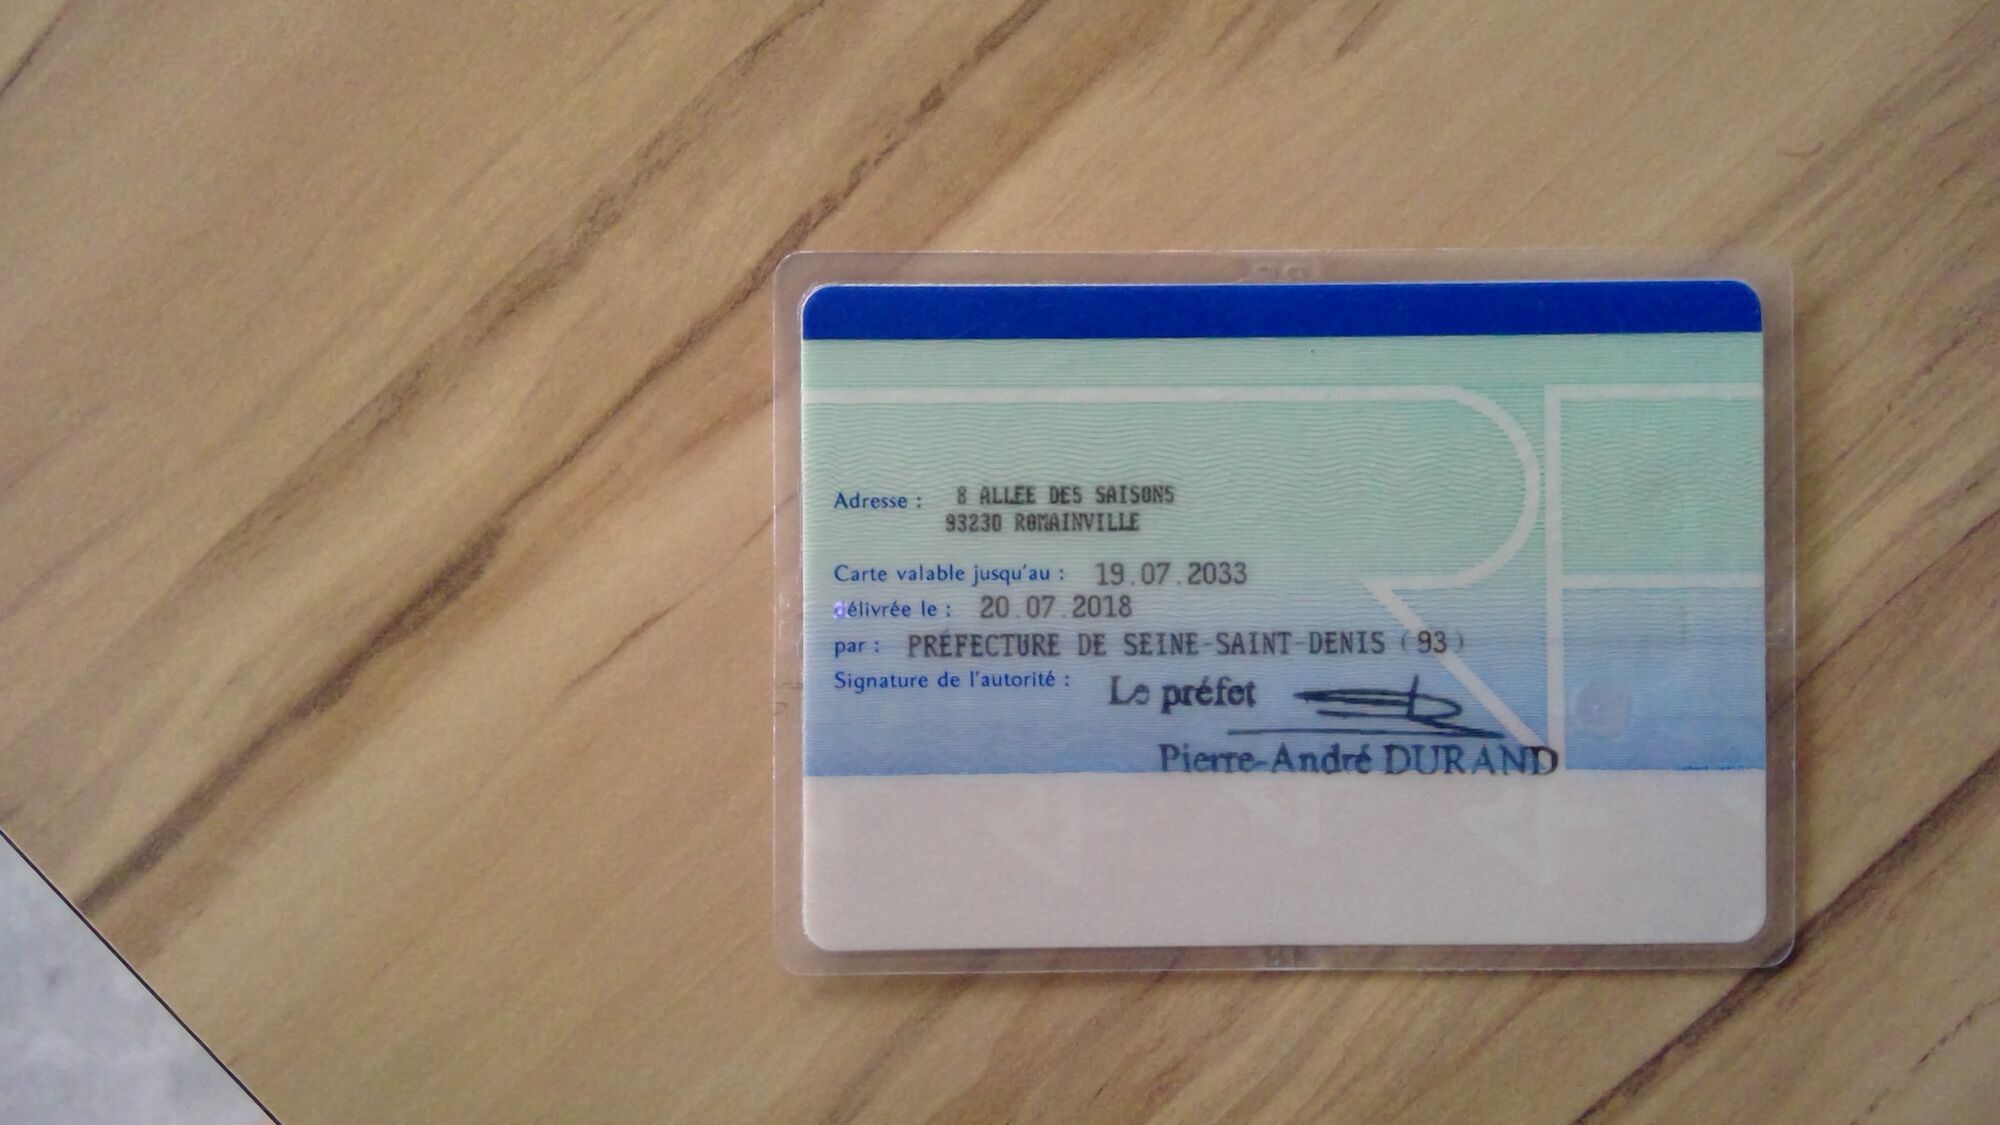 Adresse : 8 ALLEE DES SAISONS
93230 ROMAINVILLE
Carte valable jusqu'au : 19.07.2033
délivrée le : 20.07.2018
par : PRÉFECTURE DE SEINE-SAINT-DENIS (93)
Signature de l'autorité : Le préfet
Pierre-André DURAND
RF